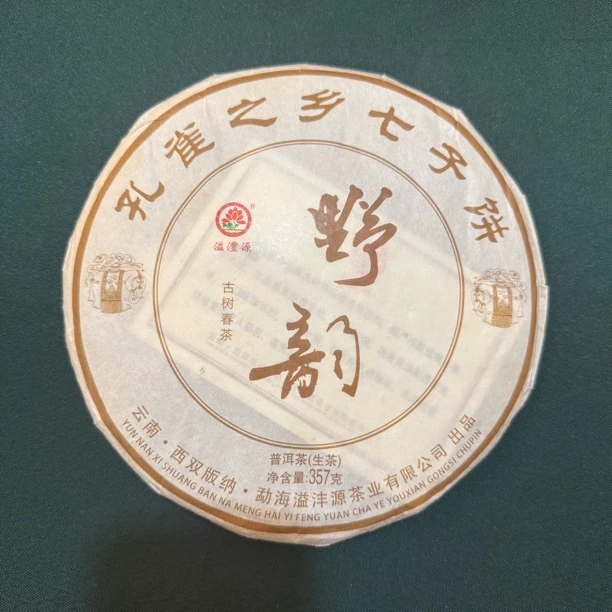 孔雀之乡七子饼
®
溢澧源
古树春茶
野韵
普洱茶(生茶)
净含量:357克
云南·西双版纳·勐海溢沣源茶业有限公司 出品
YUN NAN XI SHUANG BAN NA MENG HAI YI FENG YUAN CHA YE YOUXIAN GONGSI CHUPIN